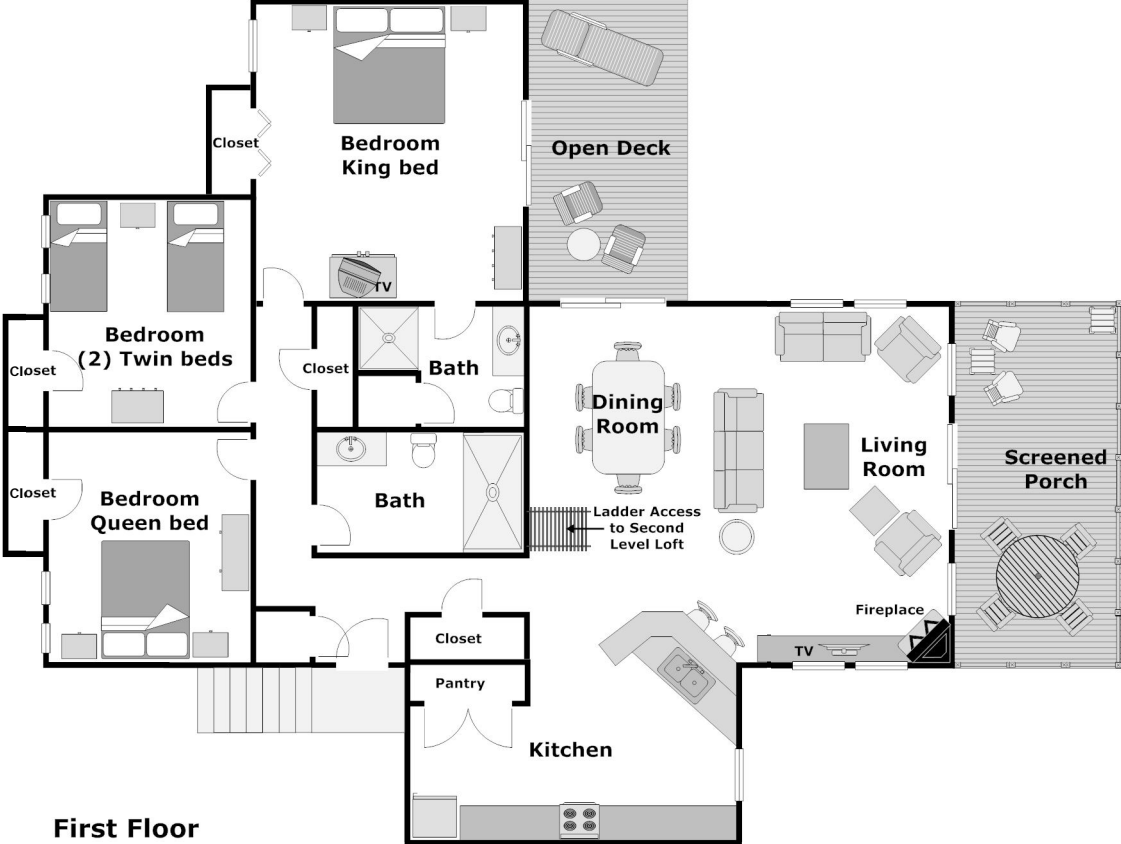 Closet
Bedroom
King bed
Open Deck
TV
Bedroom
(2) Twin beds
Closet
Closet
Bath
Dining
Room
Living
Room
Screened
Porch
Closet
Bedroom
Queen bed
Bath
Ladder Access
to Second
Level Loft
Fireplace
TV
Closet
Pantry
Kitchen
First Floor